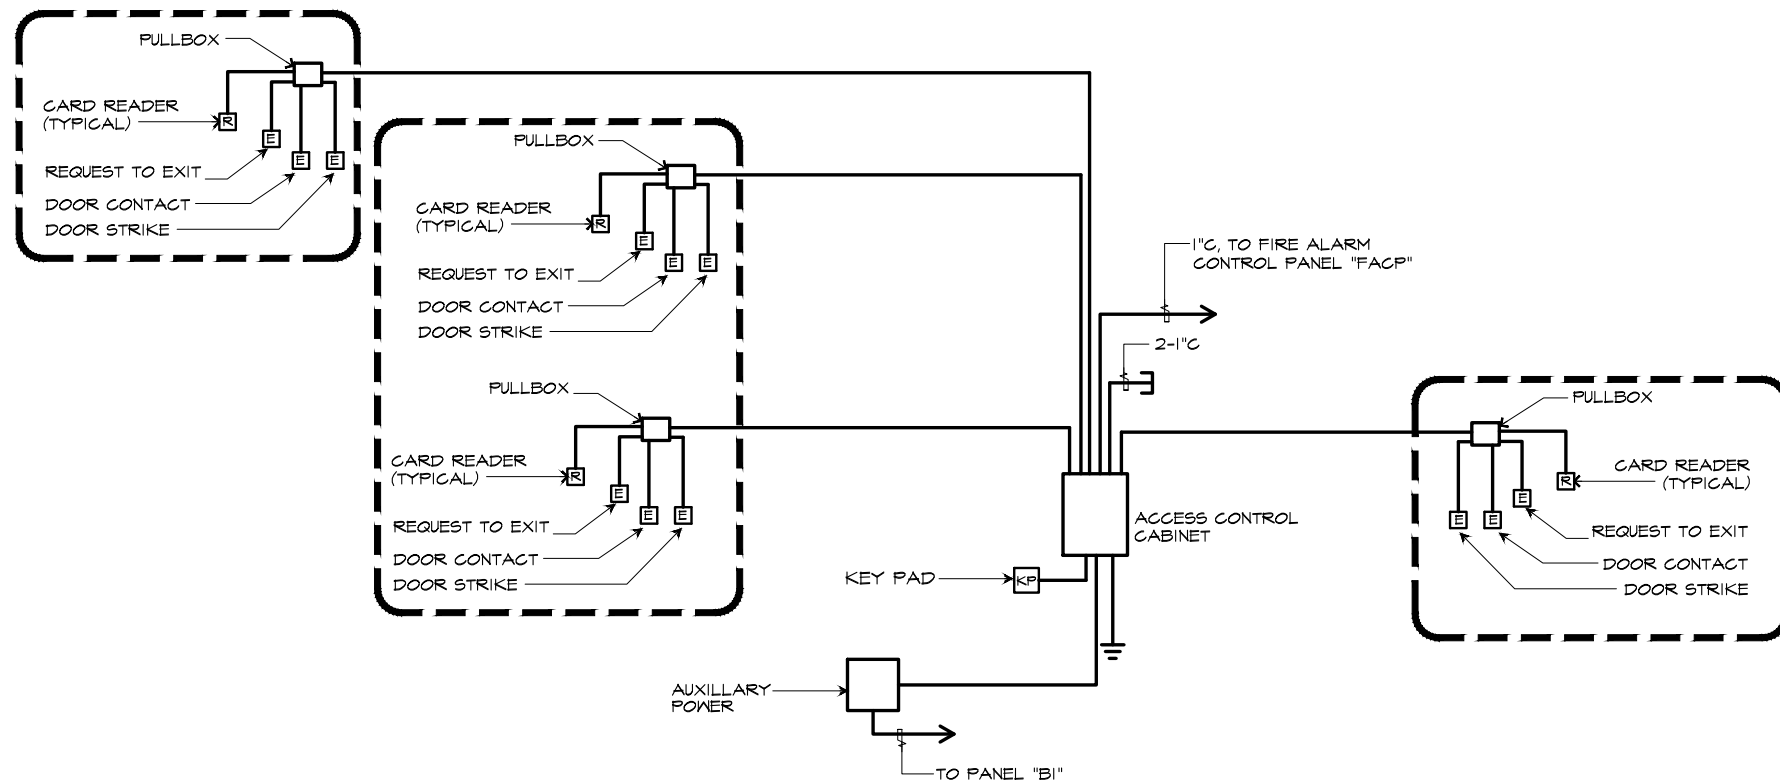 PULLBOX
CARD READER
(TYPICAL)
R
E
E
E
REQUEST TO EXIT
DOOR CONTACT
DOOR STRIKE
PULLBOX
CARD READER
(TYPICAL)
R
E
E
E
REQUEST TO EXIT
DOOR CONTACT
DOOR STRIKE
1"C, TO FIRE ALARM
CONTROL PANEL "FACP"
2-1"C
PULLBOX
CARD READER
(TYPICAL)
R
E
E
E
REQUEST TO EXIT
DOOR CONTACT
DOOR STRIKE
PULLBOX
CARD READER
(TYPICAL)
R
E
E
E
REQUEST TO EXIT
DOOR CONTACT
DOOR STRIKE
ACCESS CONTROL
CABINET
KEY PAD
KP
AUXILLARY
POWER
TO PANEL "B1"